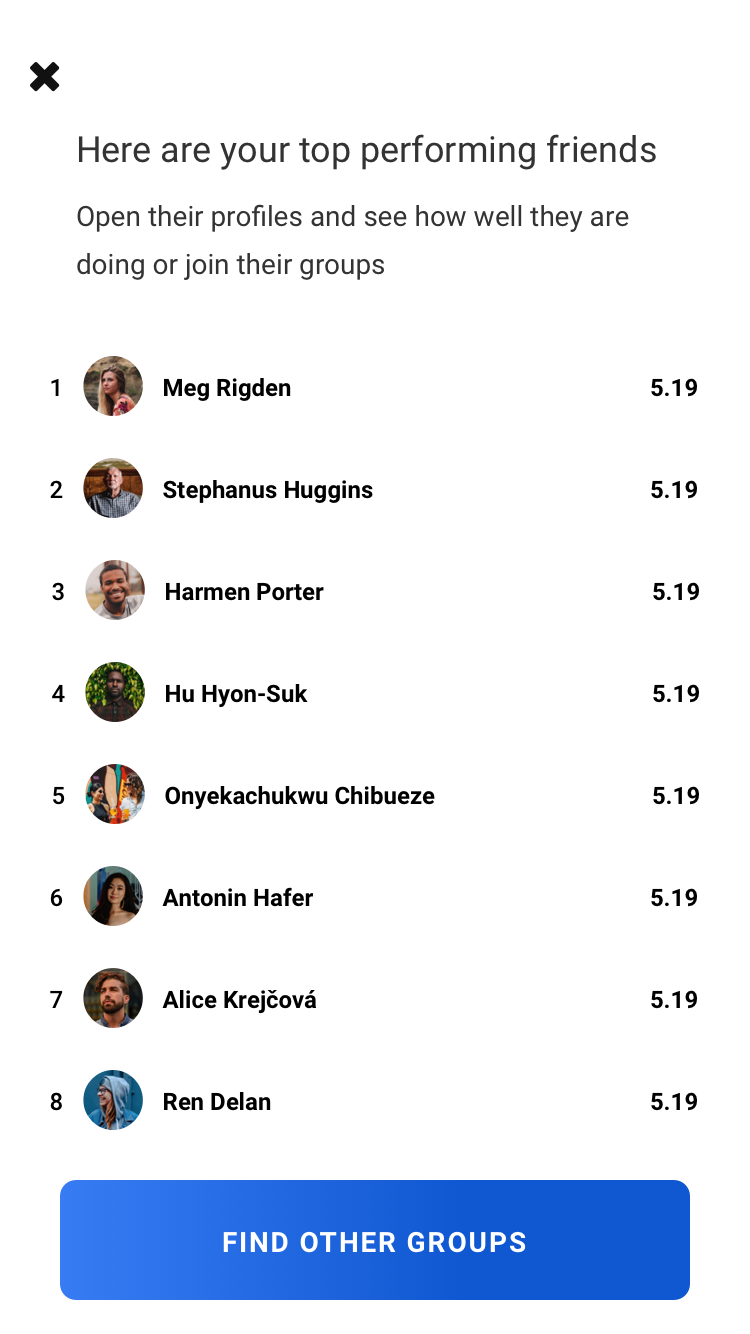 Here are your top performing friends
Open their profiles and see how well they are
doing or join their groups
1 Meg Rigden 5.19
2 Stephanus Huggins 5.19
3 Harmen Porter 5.19
4 Hu Hyon-Suk 5.19
5 Onyekachukwu Chibueze 5.19
6 Antonin Hafer 5.19
7 Alice Krejčová 5.19
8 Ren Delan 5.19
FIND OTHER GROUPS